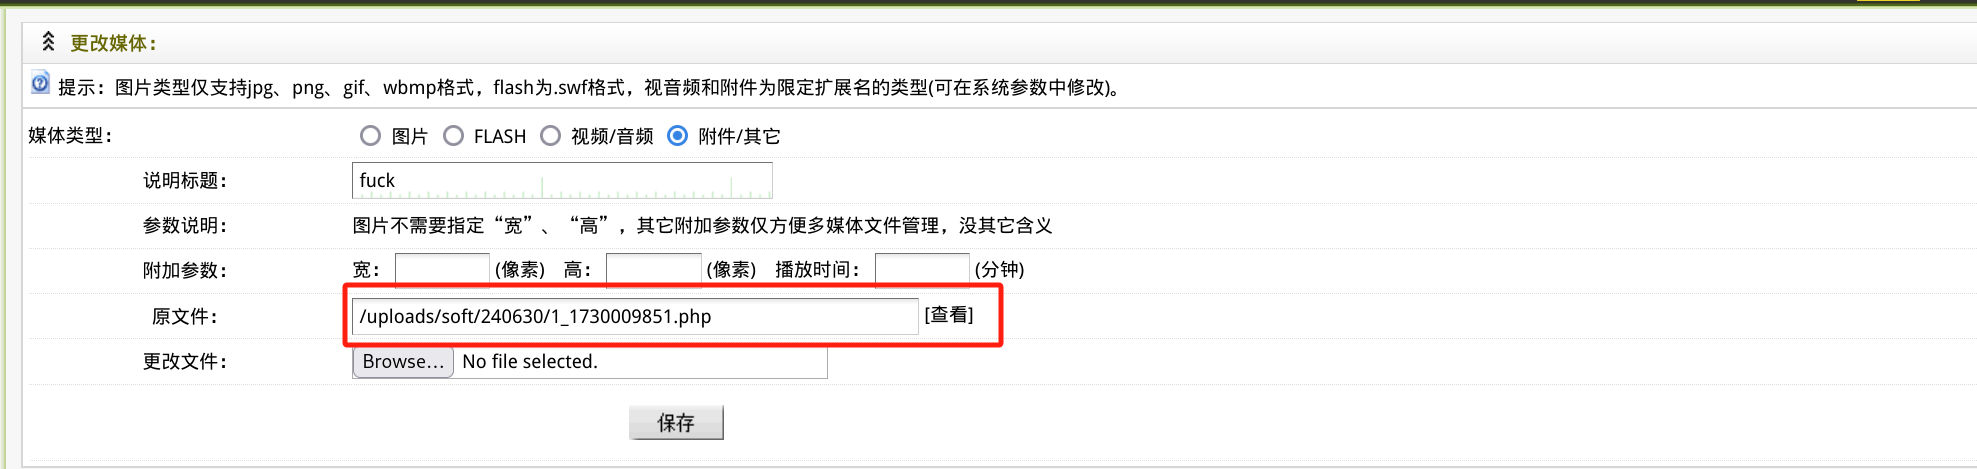 更改媒体：
提示：图片类型仅支持jpg、png、gif、wbmp格式，flash为.swf格式，视音频和附件为限定扩展名的类型(可在系统参数中修改)。
媒体类型： 图片 FLASH 视频/音频 附件/其它
说明标题： fuck
参数说明： 图片不需要指定“宽”、“高”，其它附加参数仅方便多媒体文件管理，没其它含义
附加参数： 宽： (像素) 高： (像素) 播放时间： (分钟)
原文件： /uploads/soft/240630/1_1730009851.php [查看]
更改文件： Browse... No file selected.
保存